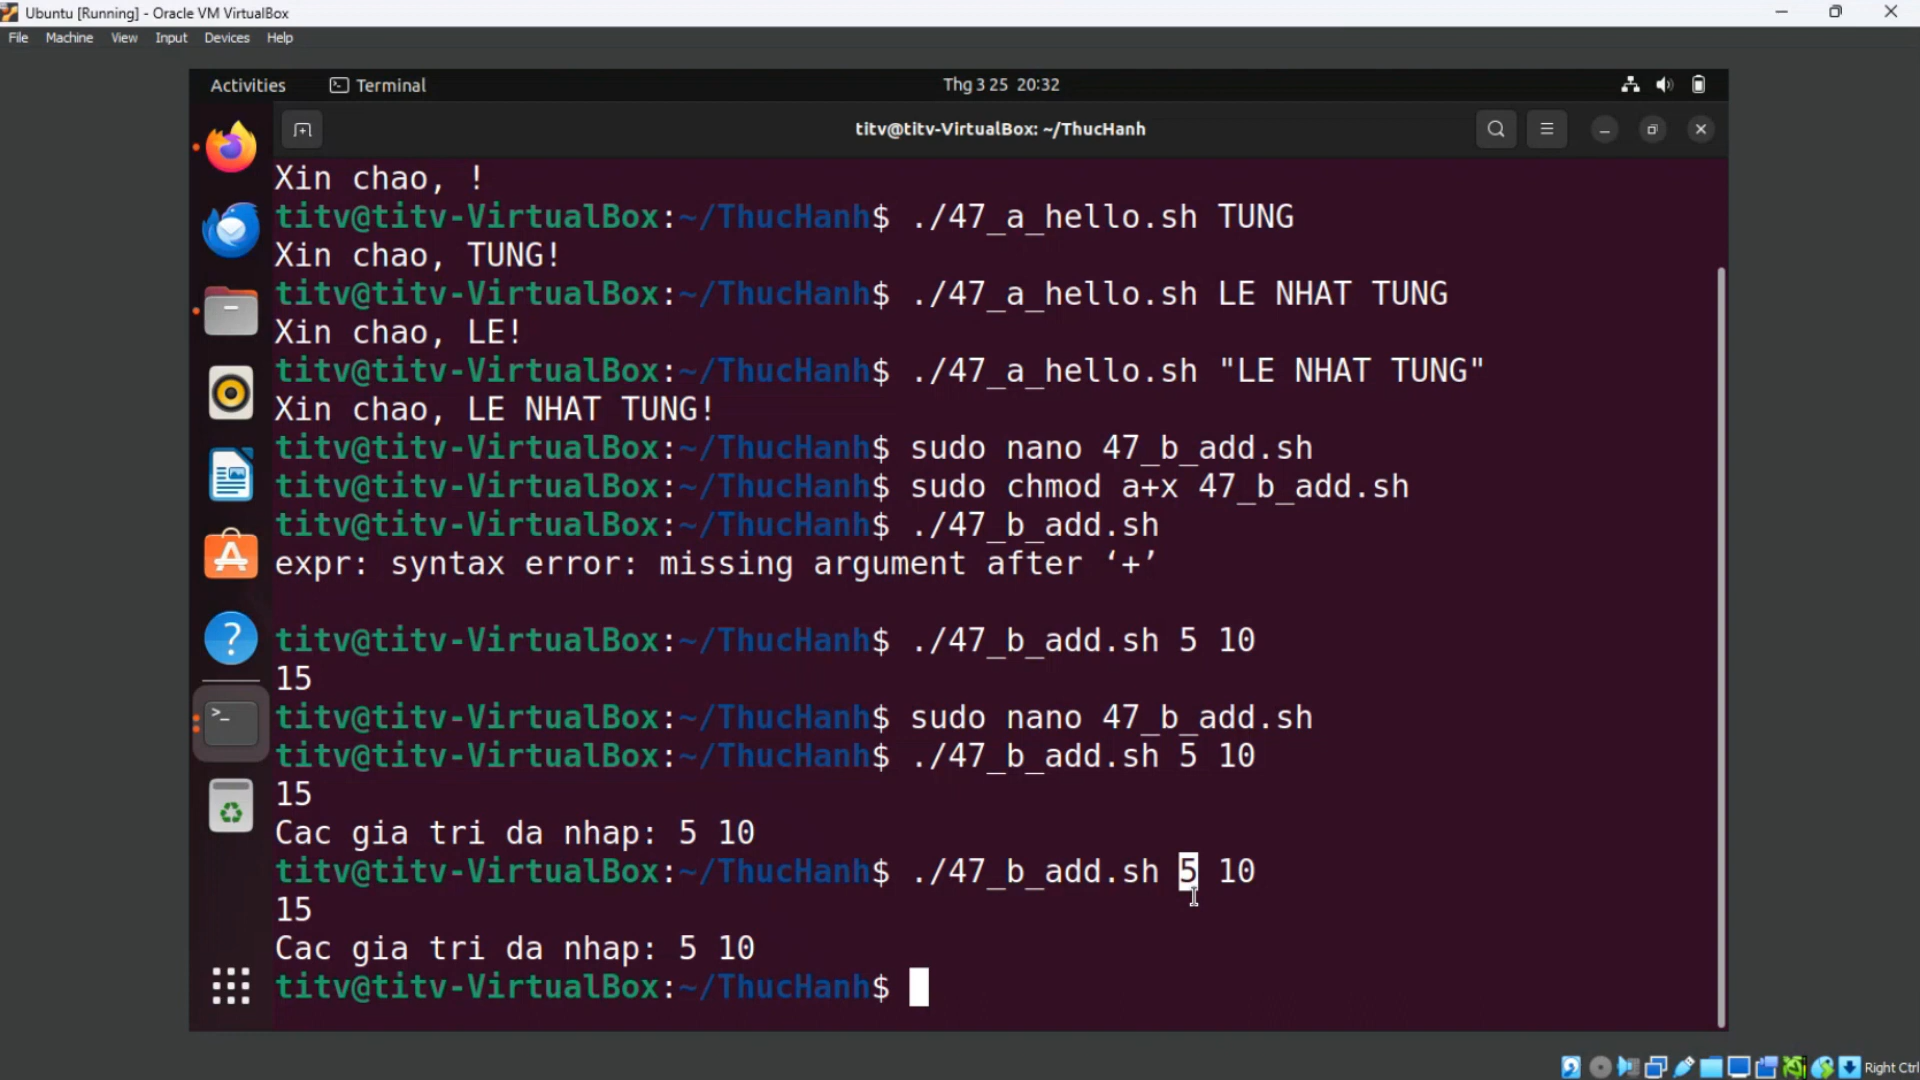 Ubuntu [Running] - Oracle VM VirtualBox
File Machine View Input Devices Help
Activities Terminal Thg 3 25 20:32
titv@titv-VirtualBox: ~/ThucHanh
Xin chao, !
titv@titv-VirtualBox:~/ThucHanh$ ./47_a_hello.sh TUNG
Xin chao, TUNG!
titv@titv-VirtualBox:~/ThucHanh$ ./47_a_hello.sh LE NHAT TUNG
Xin chao, LE!
titv@titv-VirtualBox:~/ThucHanh$ ./47_a_hello.sh "LE NHAT TUNG"
Xin chao, LE NHAT TUNG!
titv@titv-VirtualBox:~/ThucHanh$ sudo nano 47_b_add.sh
titv@titv-VirtualBox:~/ThucHanh$ sudo chmod a+x 47_b_add.sh
titv@titv-VirtualBox:~/ThucHanh$ ./47_b_add.sh
expr: syntax error: missing argument after ‘+’
titv@titv-VirtualBox:~/ThucHanh$ ./47_b_add.sh 5 10
15
titv@titv-VirtualBox:~/ThucHanh$ sudo nano 47_b_add.sh
titv@titv-VirtualBox:~/ThucHanh$ ./47_b_add.sh 5 10
15
Cac gia tri da nhap: 5 10
titv@titv-VirtualBox:~/ThucHanh$ ./47_b_add.sh 5 10
15
Cac gia tri da nhap: 5 10
titv@titv-VirtualBox:~/ThucHanh$
Right Ctrl